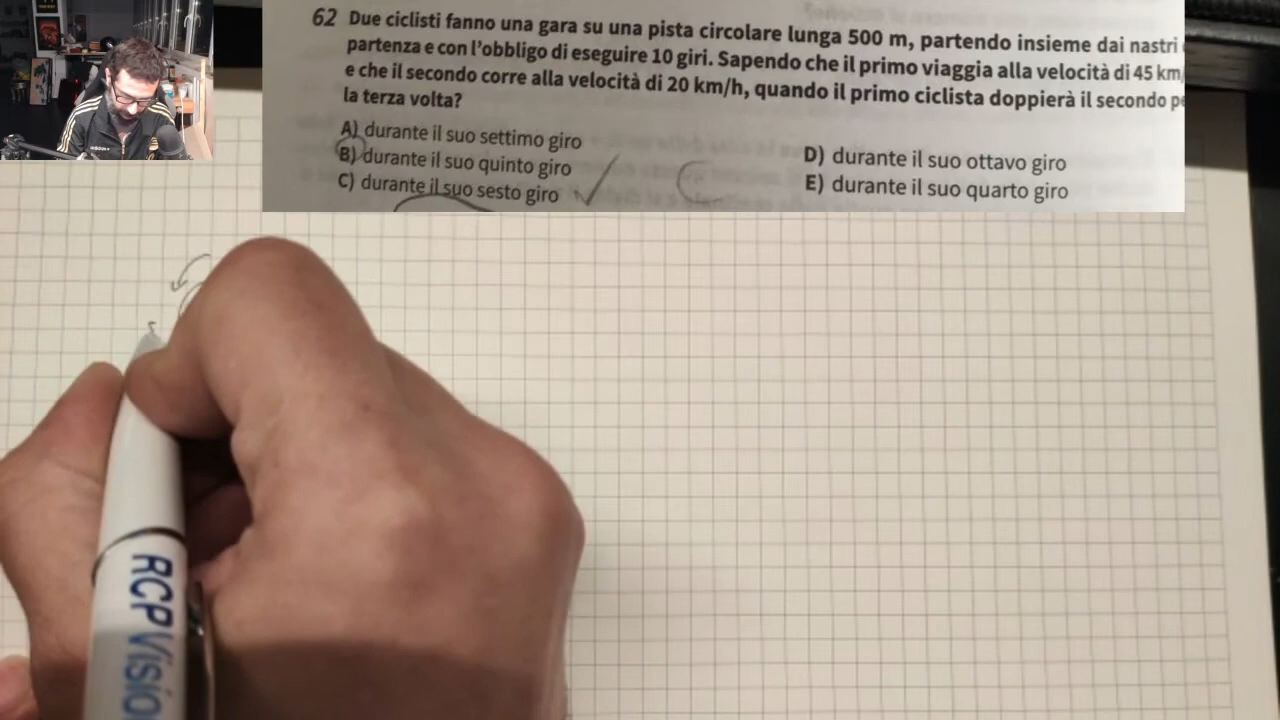 62 Due ciclisti fanno una gara su una pista circolare lunga 500 m, partendo insieme dai nastri
partenza e con l'obbligo di eseguire 10 giri. Sapendo che il primo viaggia alla velocità di 45 km
e che il secondo corre alla velocità di 20 km/h, quando il primo ciclista doppierà il secondo pe
la terza volta?
A) durante il suo settimo giro
B) durante il suo quinto giro
C) durante il suo sesto giro
D) durante il suo ottavo giro
E) durante il suo quarto giro
RCPVisio